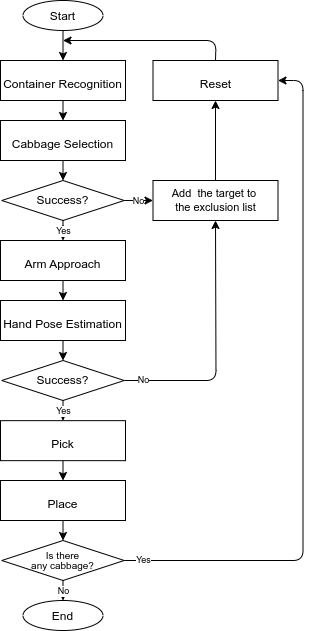 Start
Container Recognition
Reset
Cabbage Selection
Success?
No
Add the target to
the exclusion list
Yes
Arm Approach
Hand Pose Estimation
Success?
No
Yes
Pick
Place
Is there
any cabbage?
Yes
No
End